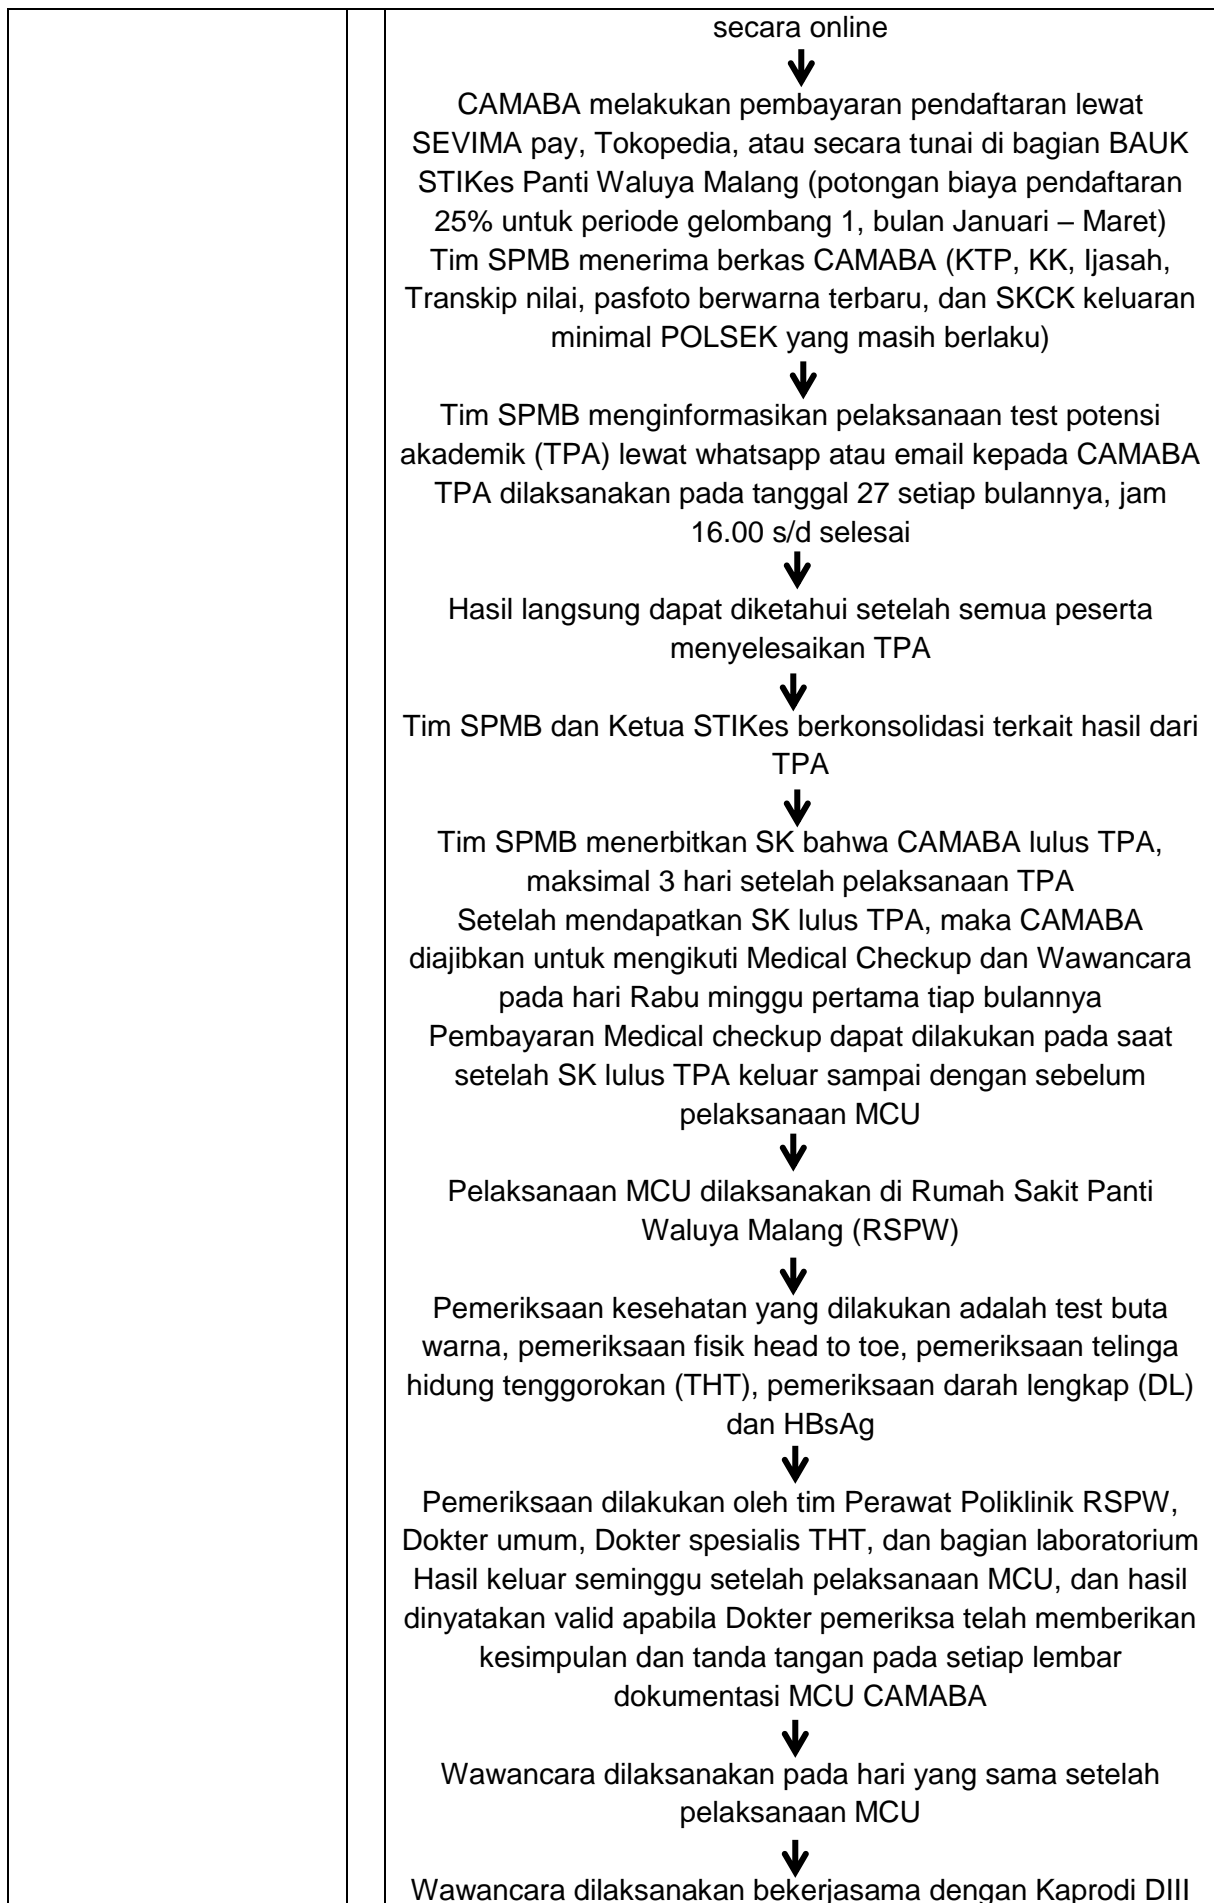 secara online
CAMABA melakukan pembayaran pendaftaran lewat
SEVIMA pay, Tokopedia, atau secara tunai di bagian BAUK
STIKes Panti Waluya Malang (potongan biaya pendaftaran
25% untuk periode gelombang 1, bulan Januari – Maret)
Tim SPMB menerima berkas CAMABA (KTP, KK, Ijasah,
Transkip nilai, pasfoto berwarna terbaru, dan SKCK keluaran
minimal POLSEK yang masih berlaku)
Tim SPMB menginformasikan pelaksanaan test potensi
akademik (TPA) lewat whatsapp atau email kepada CAMABA
TPA dilaksanakan pada tanggal 27 setiap bulannya, jam
16.00 s/d selesai
Hasil langsung dapat diketahui setelah semua peserta
menyelesaikan TPA
Tim SPMB dan Ketua STIKes berkonsolidasi terkait hasil dari
TPA
Tim SPMB menerbitkan SK bahwa CAMABA lulus TPA,
maksimal 3 hari setelah pelaksanaan TPA
Setelah mendapatkan SK lulus TPA, maka CAMABA
diajibkan untuk mengikuti Medical Checkup dan Wawancara
pada hari Rabu minggu pertama tiap bulannya
Pembayaran Medical checkup dapat dilakukan pada saat
setelah SK lulus TPA keluar sampai dengan sebelum
pelaksanaan MCU
Pelaksanaan MCU dilaksanakan di Rumah Sakit Panti
Waluya Malang (RSPW)
Pemeriksaan kesehatan yang dilakukan adalah test buta
warna, pemeriksaan fisik head to toe, pemeriksaan telinga
hidung tenggorokan (THT), pemeriksaan darah lengkap (DL)
dan HBsAg
Pemeriksaan dilakukan oleh tim Perawat Poliklinik RSPW,
Dokter umum, Dokter spesialis THT, dan bagian laboratorium
Hasil keluar seminggu setelah pelaksanaan MCU, dan hasil
dinyatakan valid apabila Dokter pemeriksa telah memberikan
kesimpulan dan tanda tangan pada setiap lembar
dokumentasi MCU CAMABA
Wawancara dilaksanakan pada hari yang sama setelah
pelaksanaan MCU
Wawancara dilaksanakan bekerjasama dengan Kaprodi DIII